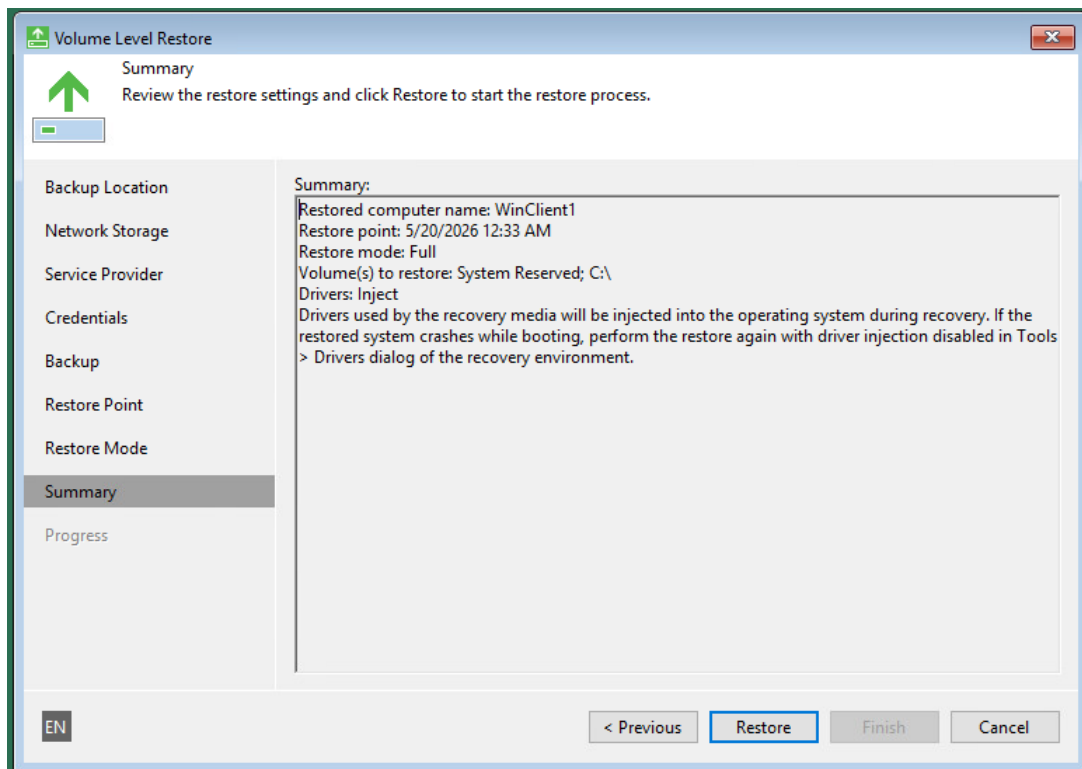 Volume Level Restore
Summary
Review the restore settings and click Restore to start the restore process.
Backup Location
Network Storage
Service Provider
Credentials
Backup
Restore Point
Restore Mode
Summary
Progress
Summary:
Restored computer name: WinClient1
Restore point: 5/20/2026 12:33 AM
Restore mode: Full
Volume(s) to restore: System Reserved; C:\
Drivers: Inject
Drivers used by the recovery media will be injected into the operating system during recovery. If the
restored system crashes while booting, perform the restore again with driver injection disabled in Tools
> Drivers dialog of the recovery environment.
EN
< Previous
Restore
Finish
Cancel